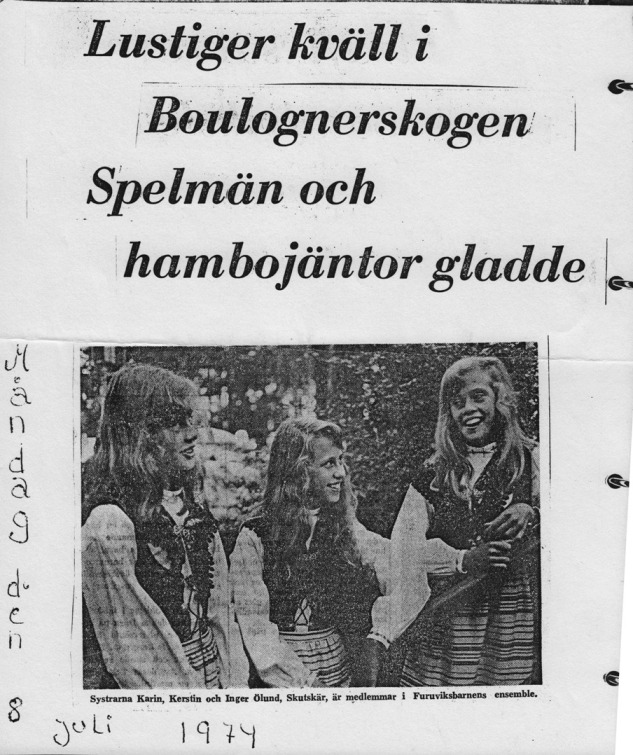 Lustiger kväll i
Boulognerskogen
Spelmän och
hambojäntor gladde
Systrarna Karin, Kerstin och Inger Ölund, Skutskär, är medlemmar i Furuviksbarnens ensemble.
Måndag den 8
juli 1974